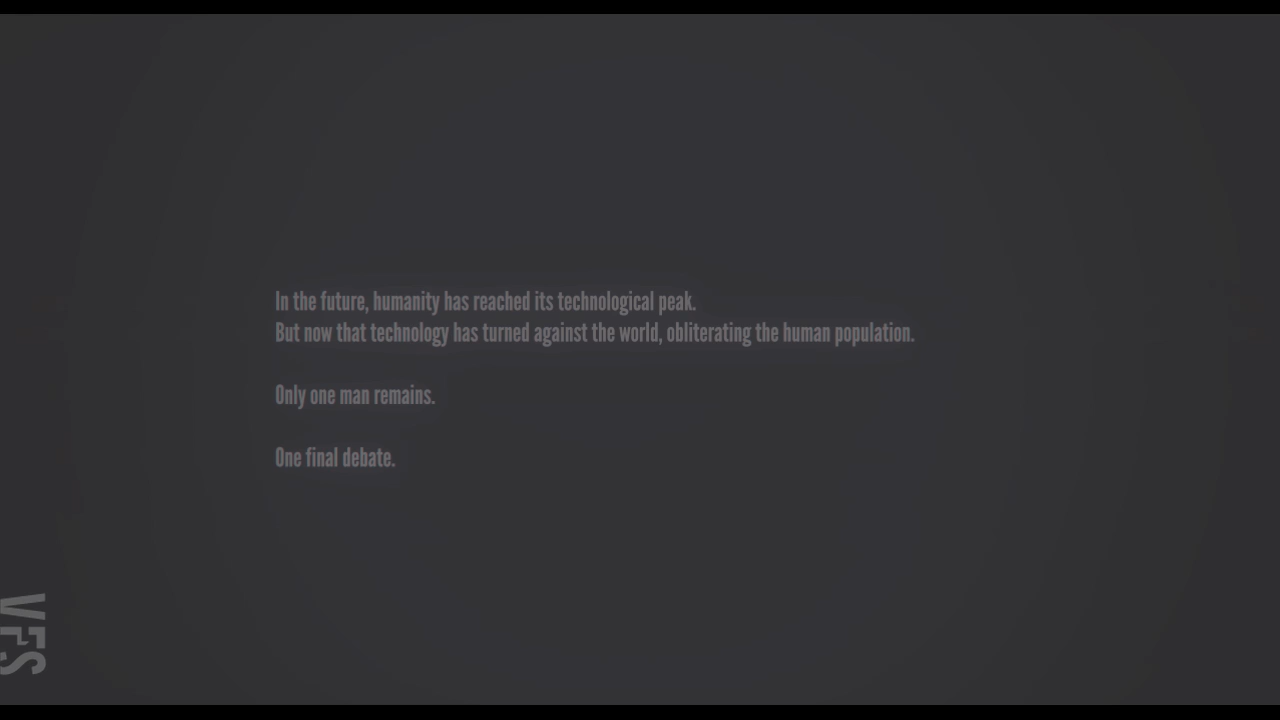 In the future, humanity has reached its technological peak.
But now that technology has turned against the world, obliterating the human population.
Only one man remains.
One final debate.
VFS